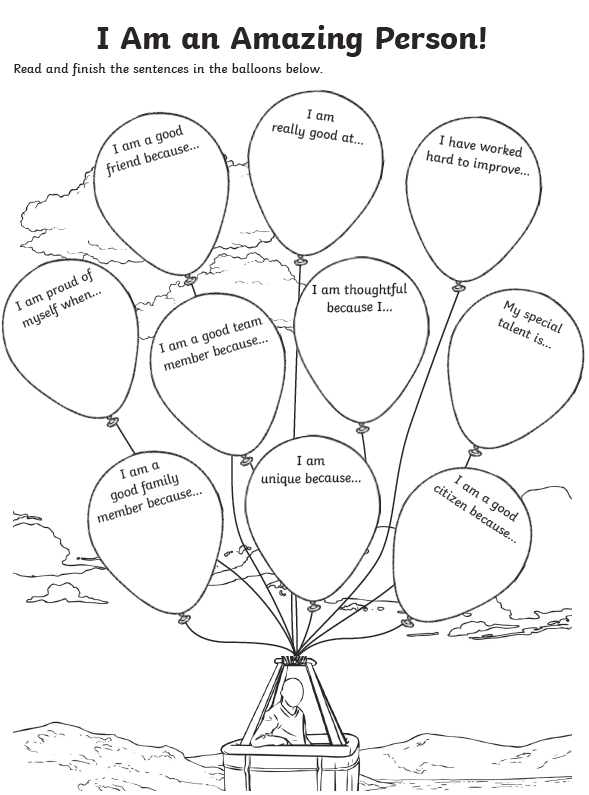 I Am an Amazing Person!
Read and finish the sentences in the balloons below.
I am a good
friend because...
I am
really good at...
I have worked
hard to improve...
I am proud of
myself when...
I am a good team
member because...
I am thoughtful
because I...
My special
talent is...
I am a
good family
member because...
I am
unique because...
I am a good
citizen because...